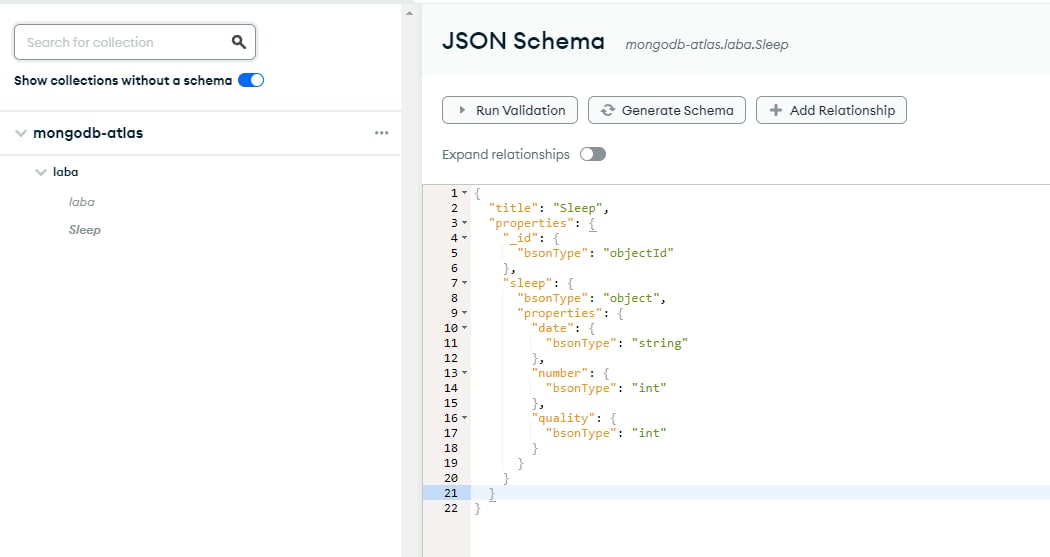 Search for collection
Show collections without a schema
mongodb-atlas
laba
laba
Sleep
JSON Schema mongodb-atlas.laba.Sleep
Run Validation Generate Schema Add Relationship
Expand relationships
1 {
2 "title": "Sleep",
3 "properties": {
4 "_id": {
5 "bsonType": "objectId"
6 },
7 "sleep": {
8 "bsonType": "object",
9 "properties": {
10 "date": {
11 "bsonType": "string"
12 },
13 "number": {
14 "bsonType": "int"
15 },
16 "quality": {
17 "bsonType": "int"
18 }
19 }
20 }
21 }
22 }